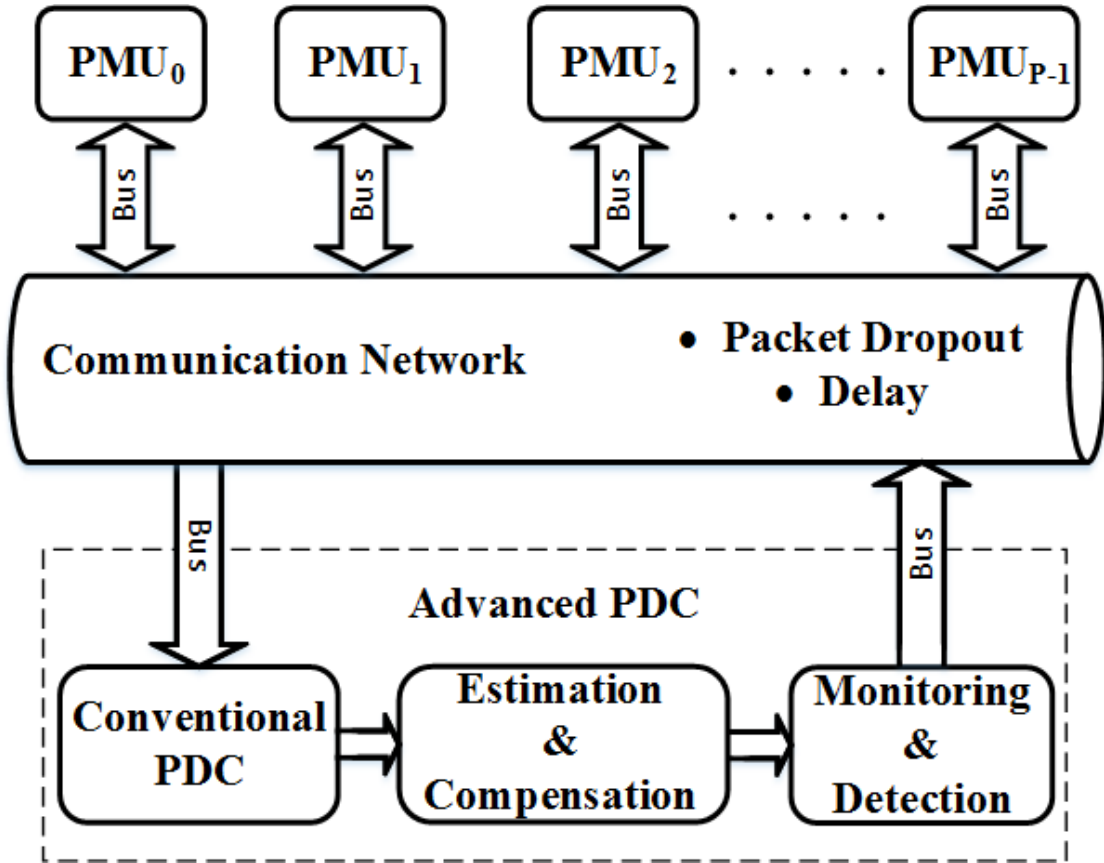 PMU₀ PMU₁ PMU₂ . . . . . PMU_P-1
Bus Bus Bus . . . . . Bus
Communication Network
• Packet Dropout
• Delay
Bus
Bus
Advanced PDC
Conventional
PDC
Estimation
&
Compensation
Monitoring
&
Detection